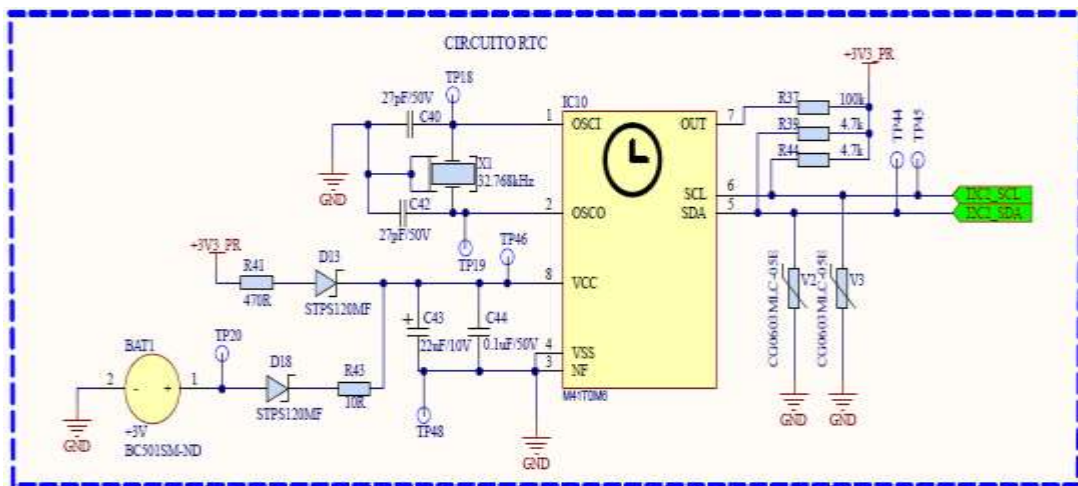 CIRCUITO RTC
+3V3_PR
TP18
27pF/50V
C40
IC10
R37
100k
1
OSCI
OUT
7
R39
4.7k
TP44
TP45
X1
32.768kHz
R44
4.7k
GND
C42
SCL
6
2
OSCO
SDA
5
27pF/50V
TP19
TP46
+3V3_PR
D13
R41
470R
STPS120MF
8
VCC
V2
V3
CG0603MLC-05E
CG0603MLC-05E
TP20
C43
22uF/10V
C44
0.1uF/50V
BAT1
D18
R43
4
VSS
3
NF
2
-
+
1
STPS120MF
10R
M41T0M6
GND
+3V
BC501SM-ND
TP48
GND
GND
GND